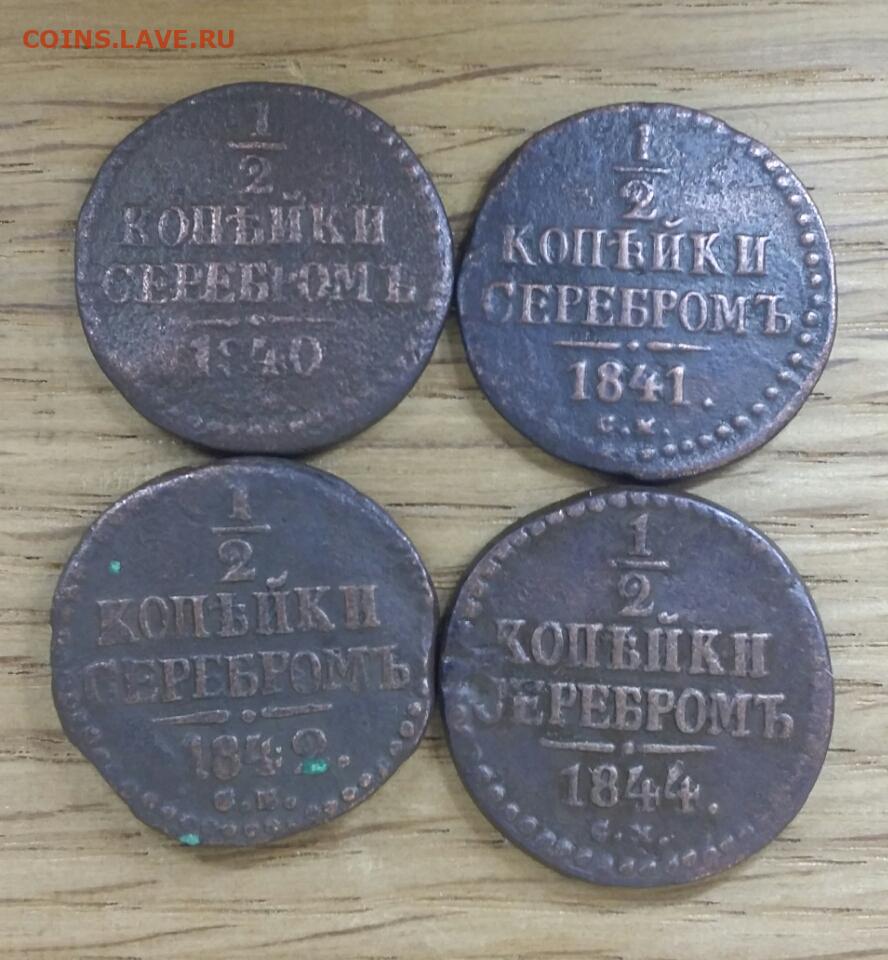 COINS.LAVE.RU
1
2
КОПѢЙКИ
СЕРЕБРОМЪ
1840
1
2
КОПѢЙКИ
СЕРЕБРОМЪ
1841.
С.М.
1
2
КОПѢЙКИ
СЕРЕБРОМЪ
1842.
С.М.
1
2
КОПѢЙКИ
СЕРЕБРОМЪ
1844.
С.М.